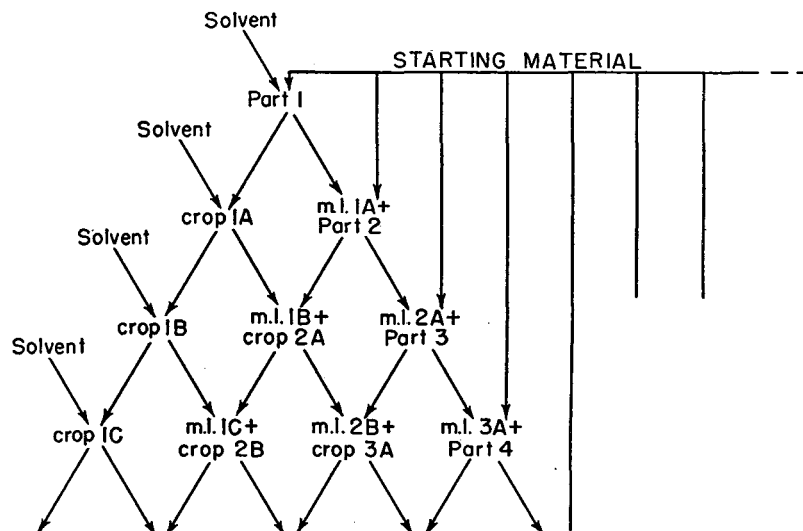 Solvent
STARTING MATERIAL
Part 1
Solvent
crop 1A
m.l. 1A+
Part 2
Solvent
crop 1B
m.l. 1B+
crop 2A
m.l. 2A+
Part 3
Solvent
crop 1C
m.l. 1C+
crop 2B
m.l. 2B+
crop 3A
m.l. 3A+
Part 4